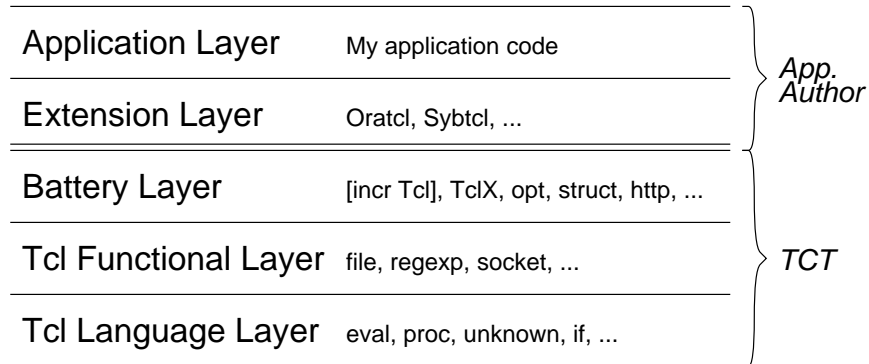 Application Layer My application code
App.
Author
Extension Layer Oratcl, Sybtcl, ...
Battery Layer [incr Tcl], TclX, opt, struct, http, ...
Tcl Functional Layer file, regexp, socket, ...
TCT
Tcl Language Layer eval, proc, unknown, if, ...